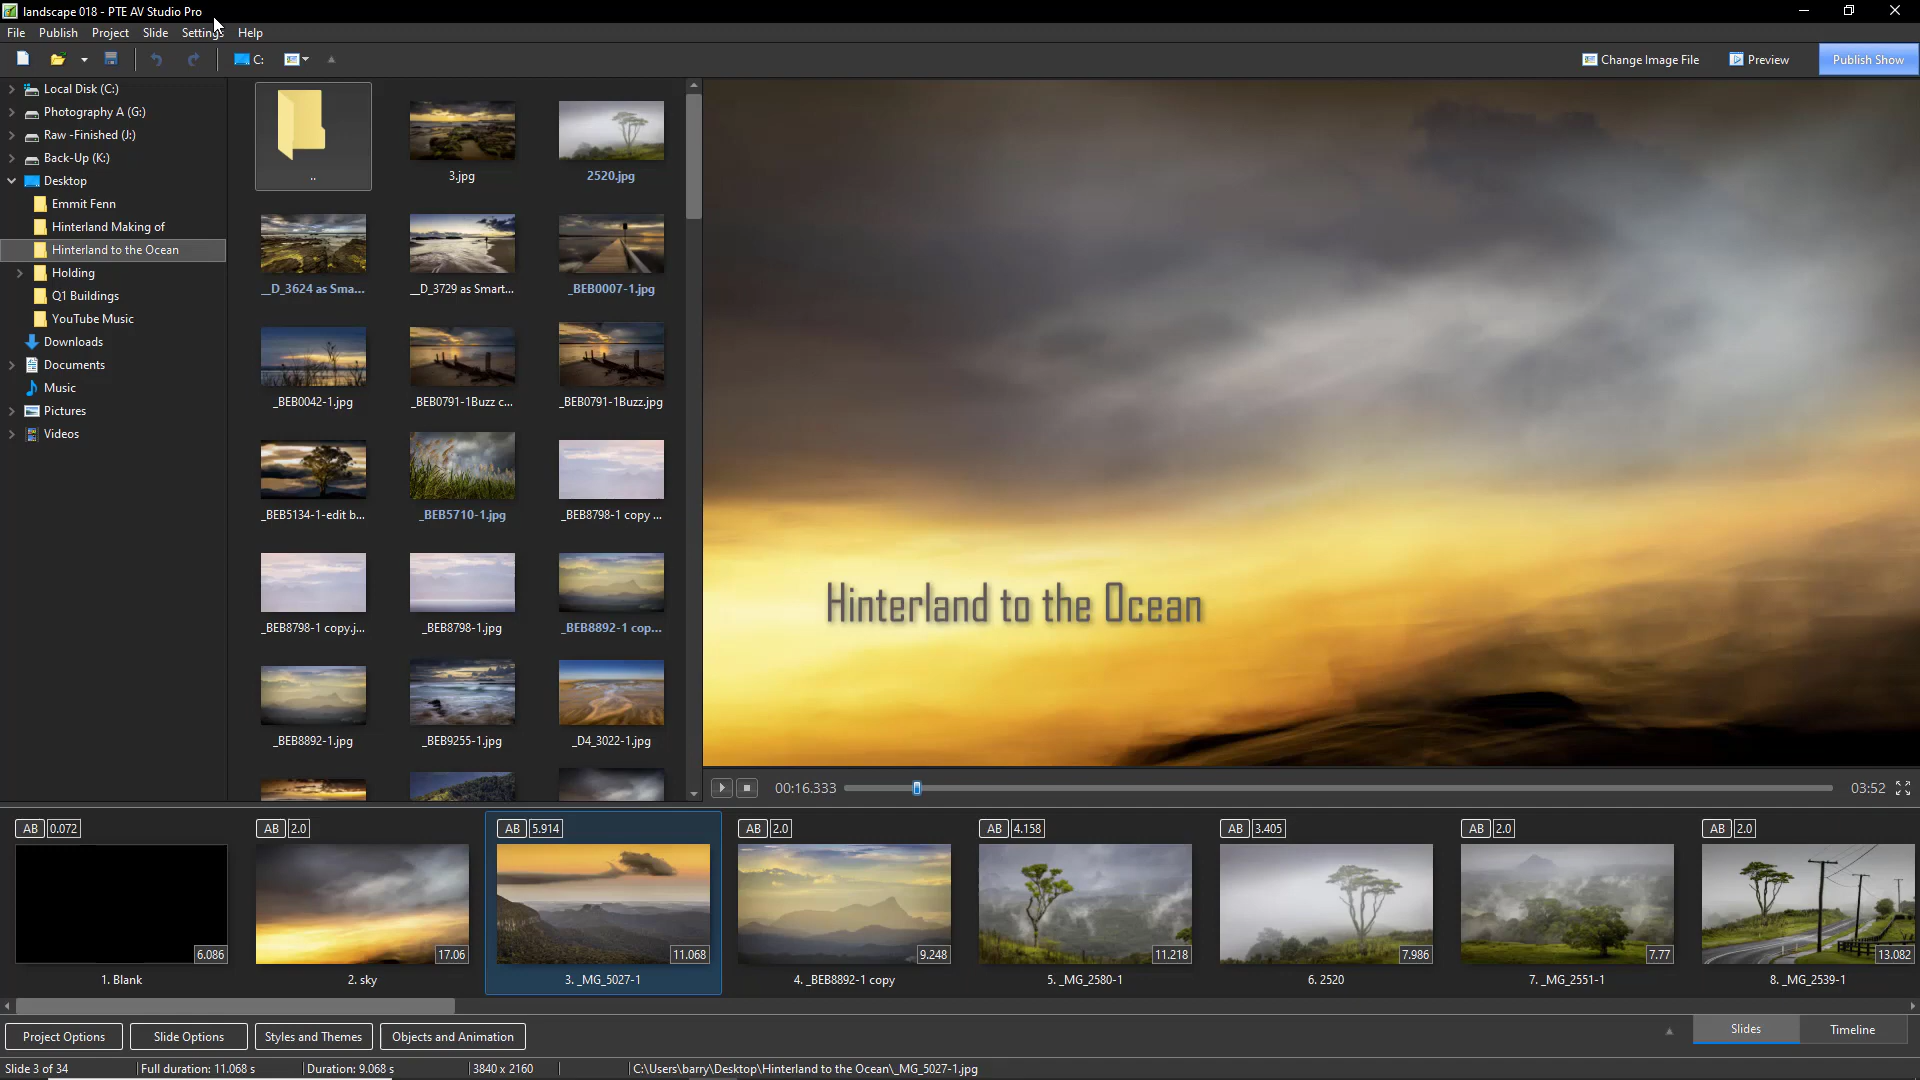 landscape 018 - PTE AV Studio Pro
File Publish Project Slide Settings Help
C: Change Image File Preview Publish Show
Local Disk (C:)
Photography A (G:)
Raw -Finished (J:)
Back-Up (K:)
Desktop
Emmit Fenn
Hinterland Making of
Hinterland to the Ocean
Holding
Q1 Buildings
YouTube Music
Downloads
Documents
Music
Pictures
Videos
.. 3.jpg 2520.jpg
__D_3624 as Sma... __D_3729 as Smart... _BEB0007-1.jpg
_BEB0042-1.jpg _BEB0791-1Buzz c... _BEB0791-1Buzz.jpg
_BEB5134-1-edit b... _BEB5710-1.jpg _BEB8798-1 copy ...
_BEB8798-1 copy.j... _BEB8798-1.jpg _BEB8892-1 cop...
_BEB8892-1.jpg _BEB9255-1.jpg _D4_3022-1.jpg
Hinterland to the Ocean
00:16.333 03:52
AB 0.072 AB 2.0 AB 5.914 AB 2.0 AB 4.158 AB 3.405 AB 2.0 AB 2.0
6.086 17.06 11.068 9.248 11.218 7.986 7.77 13.082
1. Blank 2. sky 3. _MG_5027-1 4. _BEB8892-1 copy 5. _MG_2580-1 6. 2520 7. _MG_2551-1 8. _MG_2539-1
Project Options Slide Options Styles and Themes Objects and Animation Slides Timeline
Slide 3 of 34 Full duration: 11.068 s Duration: 9.068 s 3840 x 2160 C:\Users\barry\Desktop\Hinterland to the Ocean\_MG_5027-1.jpg